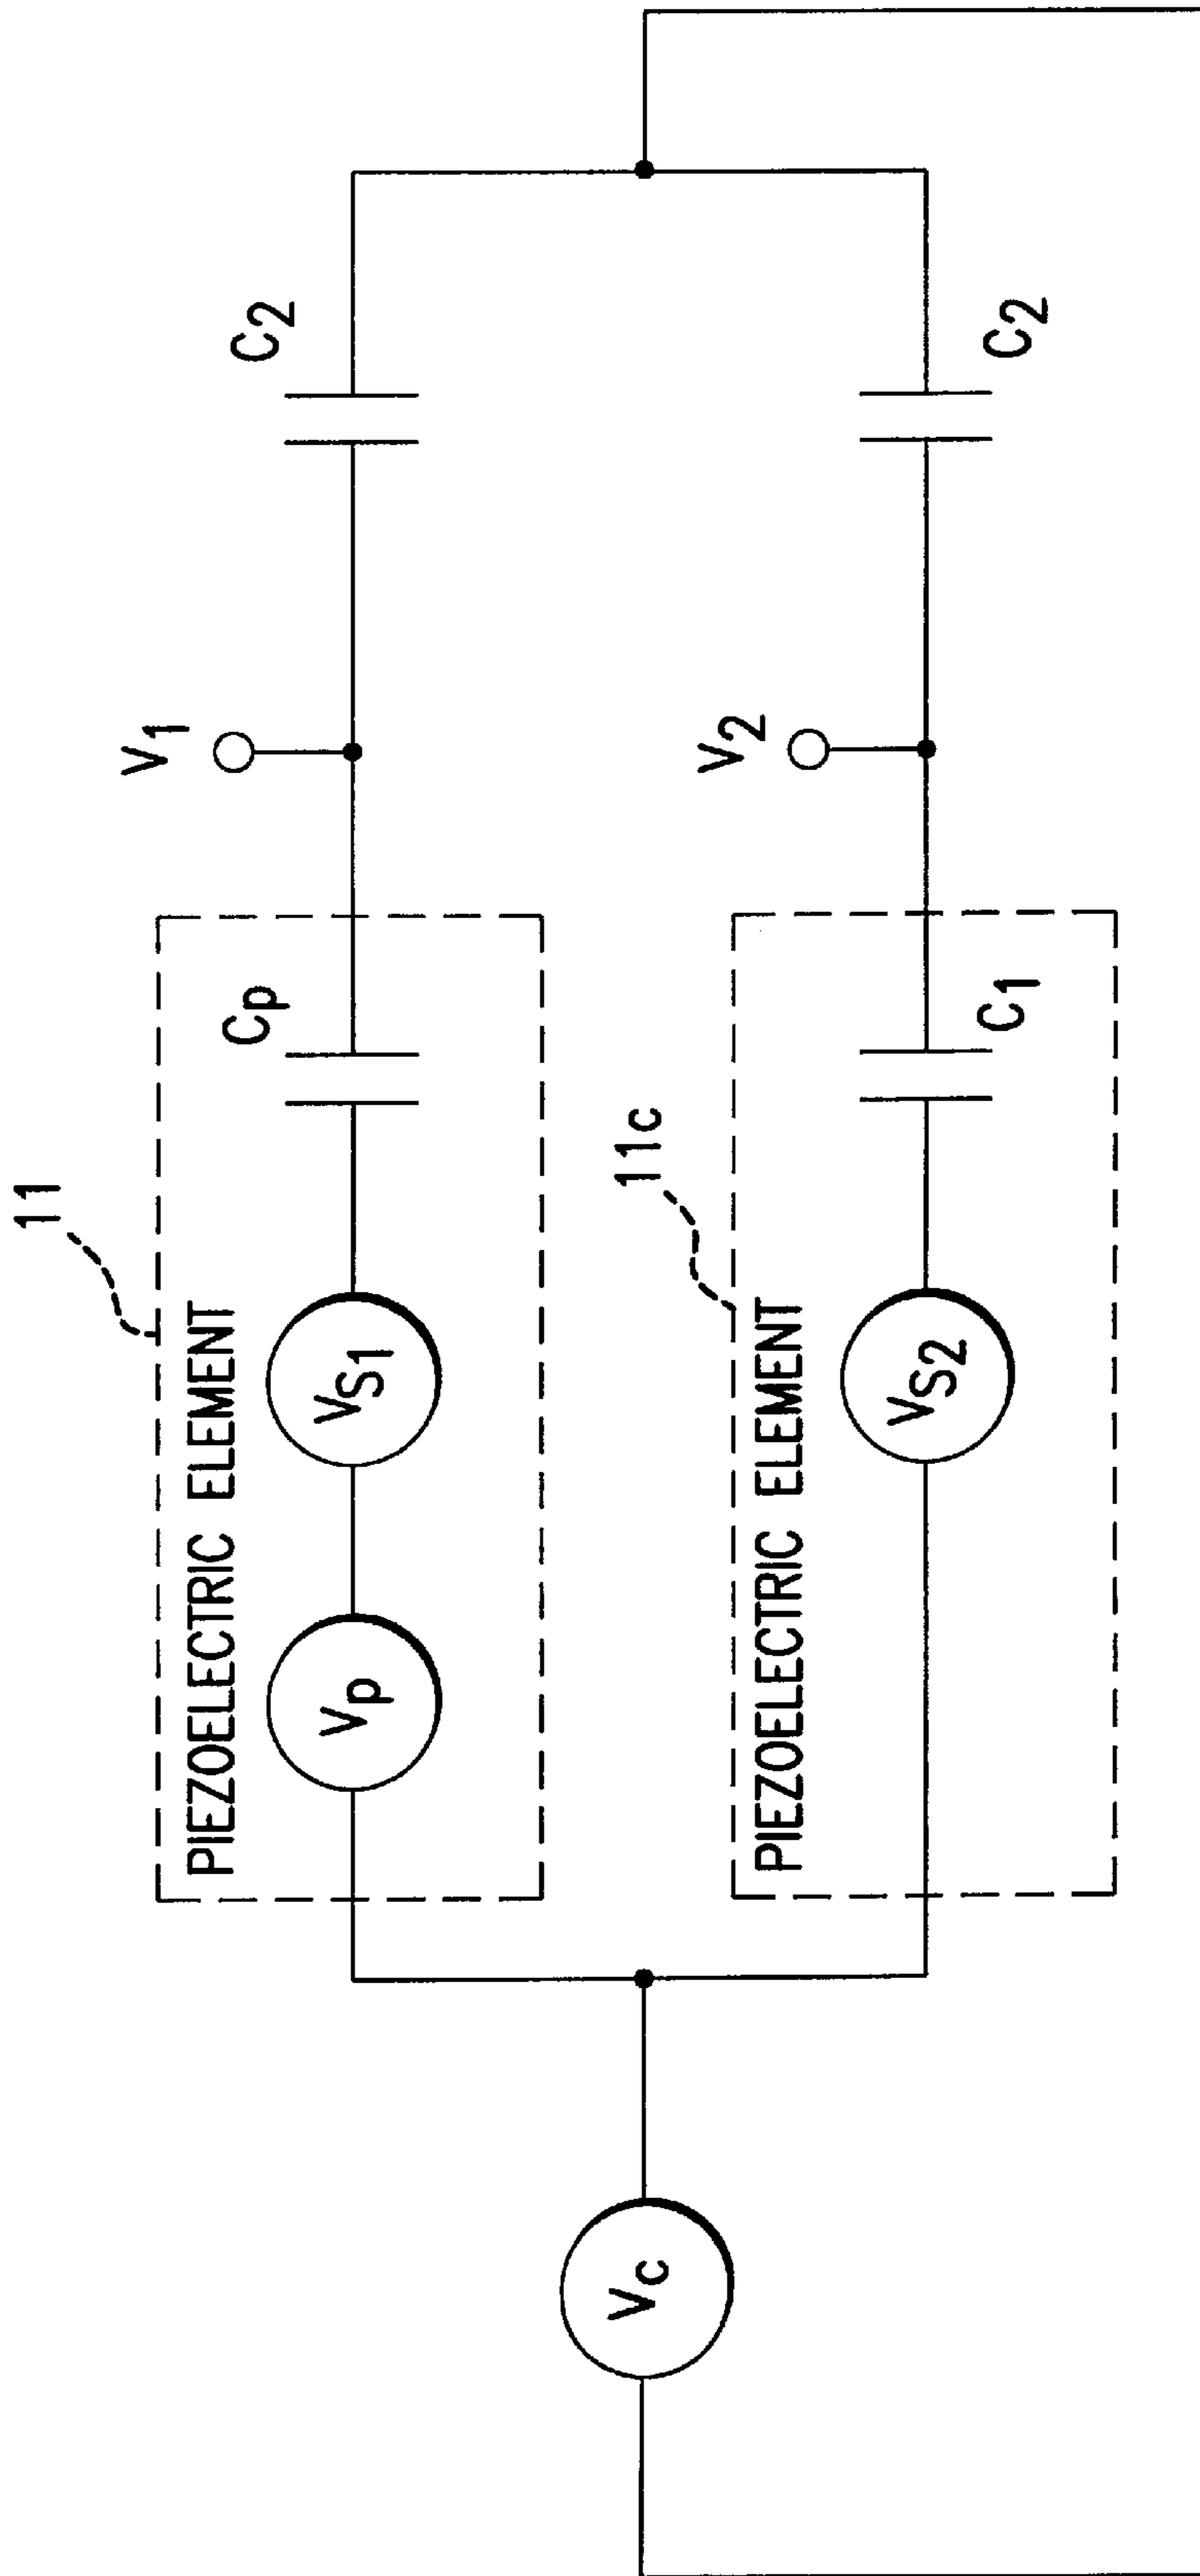 11
PIEZOELECTRIC ELEMENT
Vp
VS1
Cp
V1
C2
Vc
11c
PIEZOELECTRIC ELEMENT
VS2
C1
V2
C2